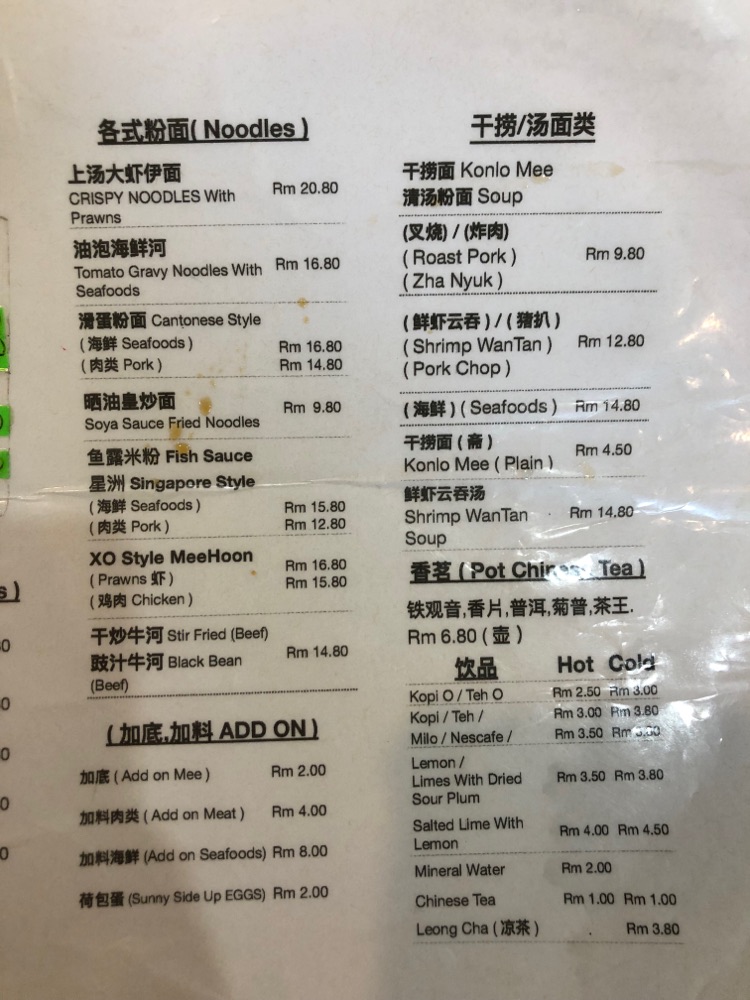 各式粉面( Noodles )
上汤大虾伊面
CRISPY NOODLES With Rm 20.80
Prawns
油泡海鲜河
Tomato Gravy Noodles With Rm 16.80
Seafoods
滑蛋粉面 Cantonese Style
( 海鲜 Seafoods ) Rm 16.80
( 肉类 Pork ) Rm 14.80
晒油皇炒面 Rm 9.80
Soya Sauce Fried Noodles
鱼露米粉 Fish Sauce
星洲 Singapore Style
( 海鲜 Seafoods ) Rm 15.80
( 肉类 Pork ) Rm 12.80
XO Style MeeHoon Rm 16.80
( Prawns 虾 ) Rm 15.80
( 鸡肉 Chicken )
干炒牛河 Stir Fried (Beef)
豉汁牛河 Black Bean Rm 14.80
(Beef)
( 加底,加料 ADD ON )
加底 ( Add on Mee ) Rm 2.00
加料肉类 ( Add on Meat ) Rm 4.00
加料海鲜 (Add on Seafoods) Rm 8.00
荷包蛋 (Sunny Side Up EGGS) Rm 2.00
干捞/汤面类
干捞面 Konlo Mee
清汤粉面 Soup
(叉烧) / (炸肉)
( Roast Pork ) Rm 9.80
( Zha Nyuk )
( 鲜虾云吞 ) / ( 猪扒 )
( Shrimp WanTan ) Rm 12.80
( Pork Chop )
( 海鲜 ) ( Seafoods ) Rm 14.80
干捞面 ( 斋 ) Rm 4.50
Konlo Mee ( Plain )
鲜虾云吞汤
Shrimp WanTan Rm 14.80
Soup
香茗 ( Pot Tea )
铁观音,香片,普洱,菊普,茶王.
Rm 6.80 ( 壶 )
饮品 Hot Cold
Kopi O / Teh O Rm 2.50 Rm 3.00
Kopi / Teh / Rm 3.00 Rm 3.80
Milo / Nescafe / Rm 3.50 Rm
Lemon /
Limes With Dried Rm 3.50 Rm 3.80
Sour Plum
Salted Lime With Rm 4.00 Rm 4.50
Lemon
Mineral Water Rm 2.00
Chinese Tea Rm 1.00 Rm 1.00
Leong Cha ( 凉茶 ) Rm 3.80